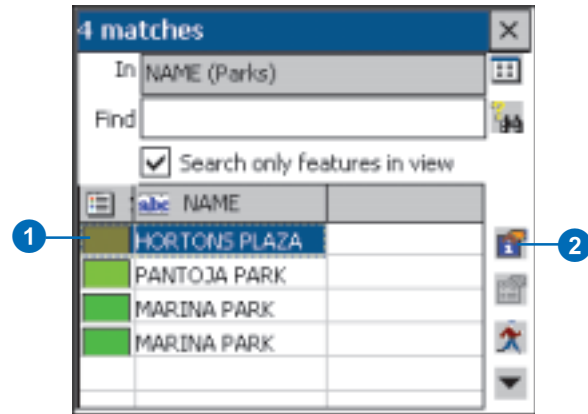 4 matches
In NAME (Parks)
Find
Search only features in view
abc NAME
1 HORTONS PLAZA 2
PANTOJA PARK
MARINA PARK
MARINA PARK